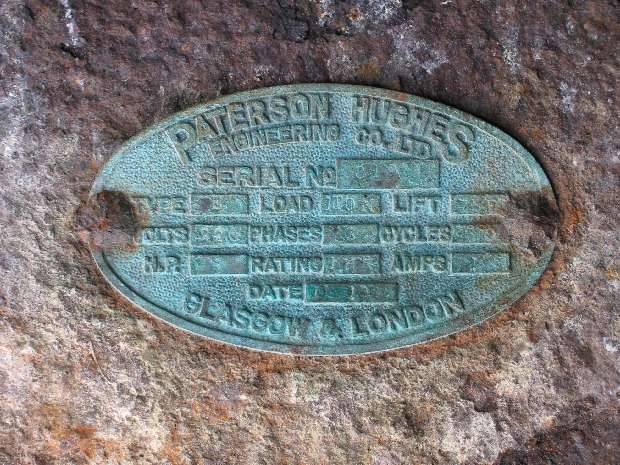 PATERSON HUGHES
ENGINEERING CO. LTD.
SERIAL No
TYPE LOAD LIFT
VOLTS PHASES CYCLES
H.P. RATING AMPS
DATE
GLASGOW & LONDON